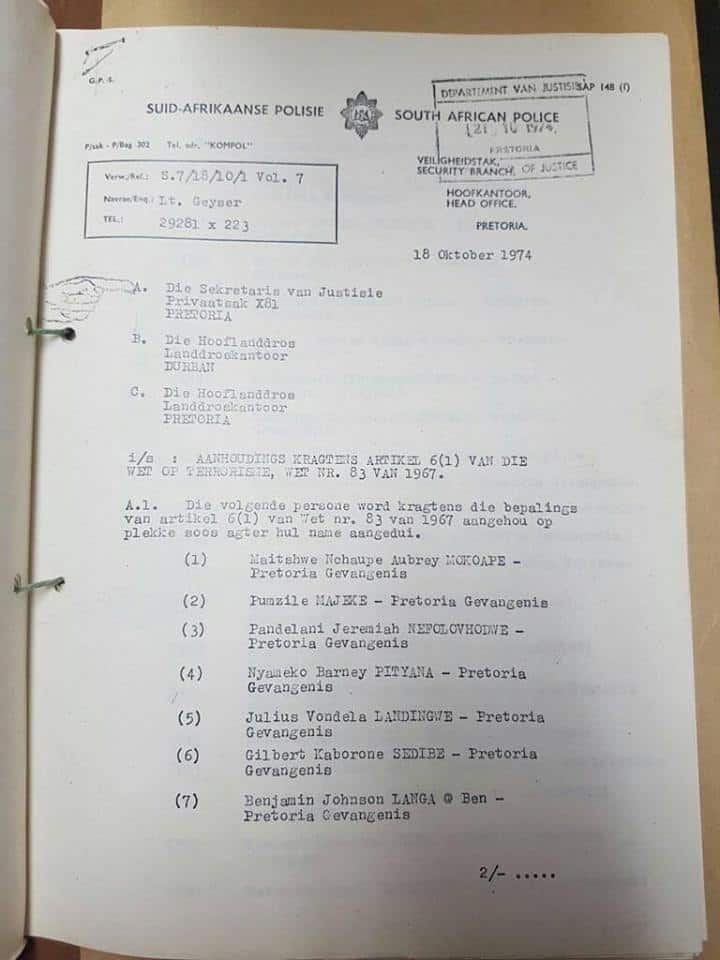 G.P.-S.
DEPARTEMENT VAN JUSTISIE
SAP 148 (f)
SUID-AFRIKAANSE POLISIE
SOUTH AFRICAN POLICE
1974
PRETORIA
P/sak - P/Bag 302 Tel. adr. "KOMPOL"
VEILIGHEIDSTAK,
SECURITY BRANCH,
OF JUSTICE
Verw./Ref.: S.7/18/10/1 Vol. 7
Navrae/Enq.: Lt. Geyser
TEL.: 29281 x 223
HOOFKANTOOR,
HEAD OFFICE.
PRETORIA.
18 Oktober 1974
A. Die Sekretaris van Justisie
Privaatsak X81
PRETORIA
B. Die Hooflanddros
Landdroskantoor
DURBAN
C. Die Hooflanddros
Landdroskantoor
PRETORIA
i/s : AANHOUDINGS KRAGTENS ARTIKEL 6(1) VAN DIE
WET OP TERRORISME, WET NR. 83 VAN 1967.
A.1. Die volgende persone word kragtens die bepalings
van artikel 6(1) van Wet nr. 83 van 1967 aangehou op
plekke soos agter hul name aangedui.
(1) Maitshwe Nchaupe Aubrey MOKOAPE -
Pretoria Gevangenis
(2) Pumzile MAJEKE - Pretoria Gevangenis
(3) Pandelani Jeremiah NEFOLOVHODWE -
Pretoria Gevangenis
(4) Nyameko Barney PITYANA - Pretoria
Gevangenis
(5) Julius Vondela LANDINGWE - Pretoria
Gevangenis
(6) Gilbert Kaborone SEDIBE - Pretoria
Gevangenis
(7) Benjamin Johnson LANGA @ Ben -
Pretoria Gevangenis
2/- .....